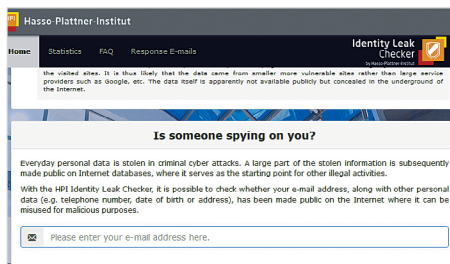 HPI Hasso-Plattner-Institut
Home Statistics FAQ Response E-mails
Identity Leak
Checker
by Hasso-Plattner-Institut
the visited sites. It is thus likely that the data came from smaller more vulnerable sites rather than large service
providers such as Google, etc. The data itself is apparently not available publicly but concealed in the underground of
the Internet.
Is someone spying on you?
Everyday personal data is stolen in criminal cyber attacks. A large part of the stolen information is subsequently
made public on Internet databases, where it serves as the starting point for other illegal activities.
With the HPI Identity Leak Checker, it is possible to check whether your e-mail address, along with other personal
data (e.g. telephone number, date of birth or address), has been made public on the Internet where it can be
misused for malicious purposes.
Please enter your e-mail address here.